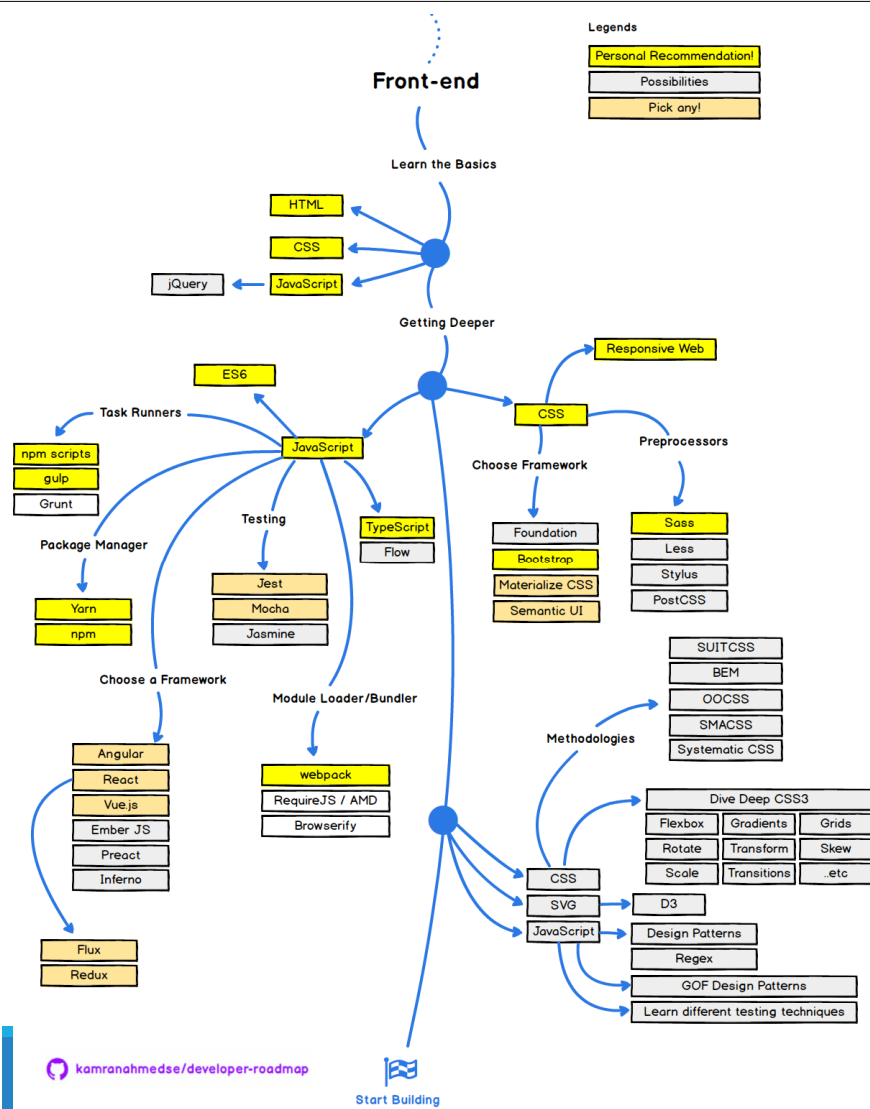 Legends
Personal Recommendation!
Possibilities
Pick any!
Front-end
Learn the Basics
HTML
CSS
jQuery
JavaScript
Getting Deeper
Responsive Web
ES6
CSS
Task Runners
JavaScript
Preprocessors
npm scripts
gulp
Grunt
Choose Framework
Testing
TypeScript
Flow
Package Manager
Foundation
Bootstrap
Materialize CSS
Semantic UI
Sass
Less
Stylus
PostCSS
Jest
Mocha
Jasmine
Yarn
npm
SUITCSS
BEM
OOCSS
SMACSS
Systematic CSS
Choose a Framework
Module Loader/Bundler
Methodologies
Angular
React
Vue.js
Ember JS
Preact
Inferno
webpack
RequireJS / AMD
Browserify
Dive Deep CSS3
Flexbox Gradients Grids
Rotate Transform Skew
Scale Transitions ..etc
CSS
SVG
D3
JavaScript
Design Patterns
Regex
GOF Design Patterns
Learn different testing techniques
Flux
Redux
kamranahmedse/developer-roadmap
Start Building